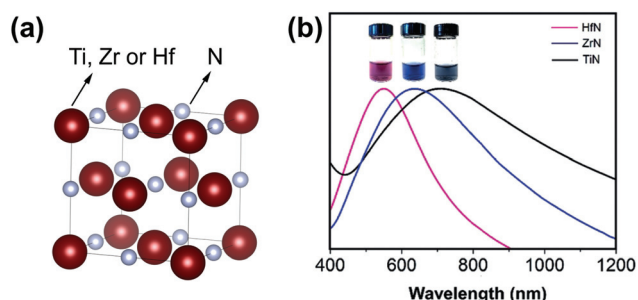 (a)
Ti, Zr or Hf
N
(b)
HfN
ZrN
TiN
400 600 800 1000 1200
Wavelength (nm)